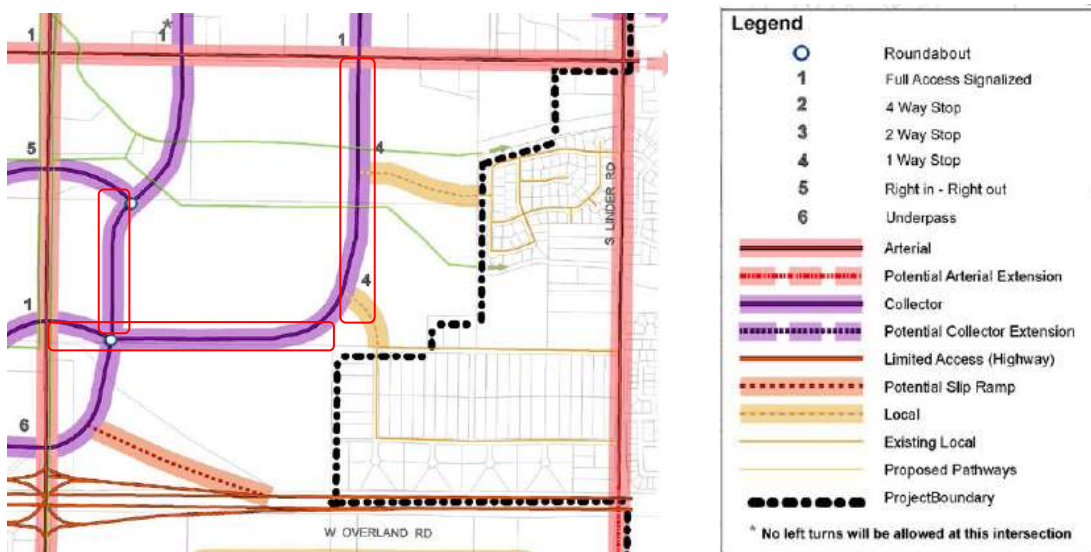 1
*
1
1
5
4
S LINDER RD
4
1
6
W OVERLAND RD
Legend
Roundabout
1 Full Access Signalized
2 4 Way Stop
3 2 Way Stop
4 1 Way Stop
5 Right in - Right out
6 Underpass
Arterial
Potential Arterial Extension
Collector
Potential Collector Extension
Limited Access (Highway)
Potential Slip Ramp
Local
Existing Local
Proposed Pathways
ProjectBoundary
* No left turns will be allowed at this intersection